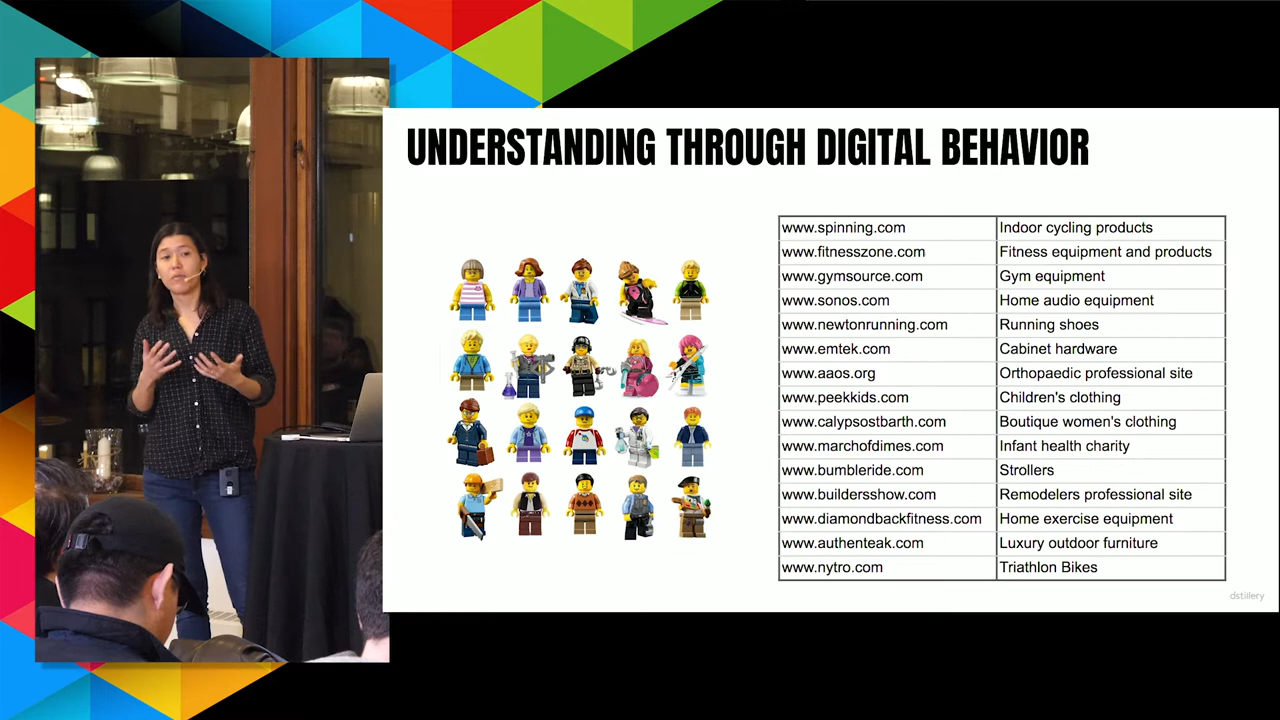 UNDERSTANDING THROUGH DIGITAL BEHAVIOR
www.spinning.com Indoor cycling products
www.fitnesszone.com Fitness equipment and products
www.gymsource.com Gym equipment
www.sonos.com Home audio equipment
www.newtonrunning.com Running shoes
www.emtek.com Cabinet hardware
www.aaos.org Orthopaedic professional site
www.peekkids.com Children's clothing
www.calypsostbarth.com Boutique women's clothing
www.marchofdimes.com Infant health charity
www.bumbleride.com Strollers
www.buildersshow.com Remodelers professional site
www.diamondbackfitness.com Home exercise equipment
www.authenteak.com Luxury outdoor furniture
www.nytro.com Triathlon Bikes
dstillery